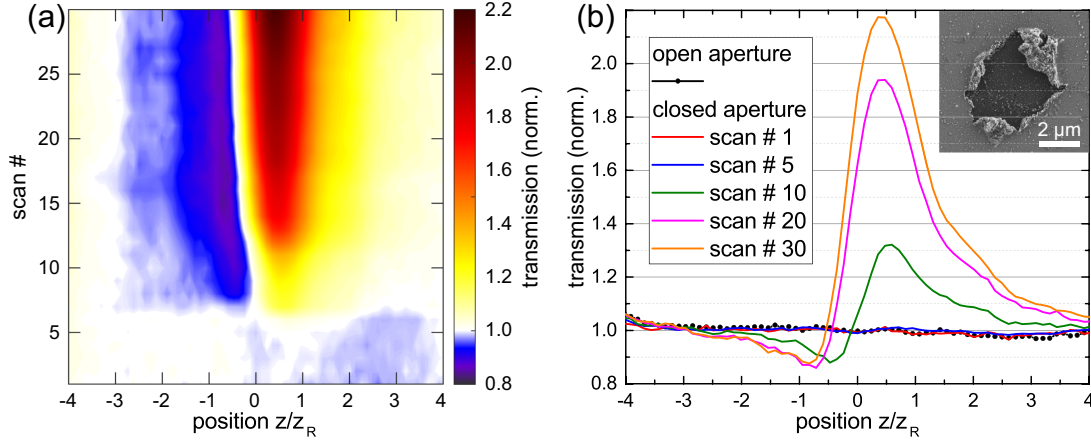 (a)
30
25
20
15
10
5
scan #
-4 -3 -2 -1 0 1 2 3 4
position z/z_R
2.2
2.0
1.8
1.6
1.4
1.2
1.0
0.8
transmission (norm.)
(b)
2.0
1.8
1.6
1.4
1.2
1.0
0.8
transmission (norm.)
open aperture
closed aperture
scan # 1
scan # 5
scan # 10
scan # 20
scan # 30
2 µm
-4 -3 -2 -1 0 1 2 3 4
position z/z_R